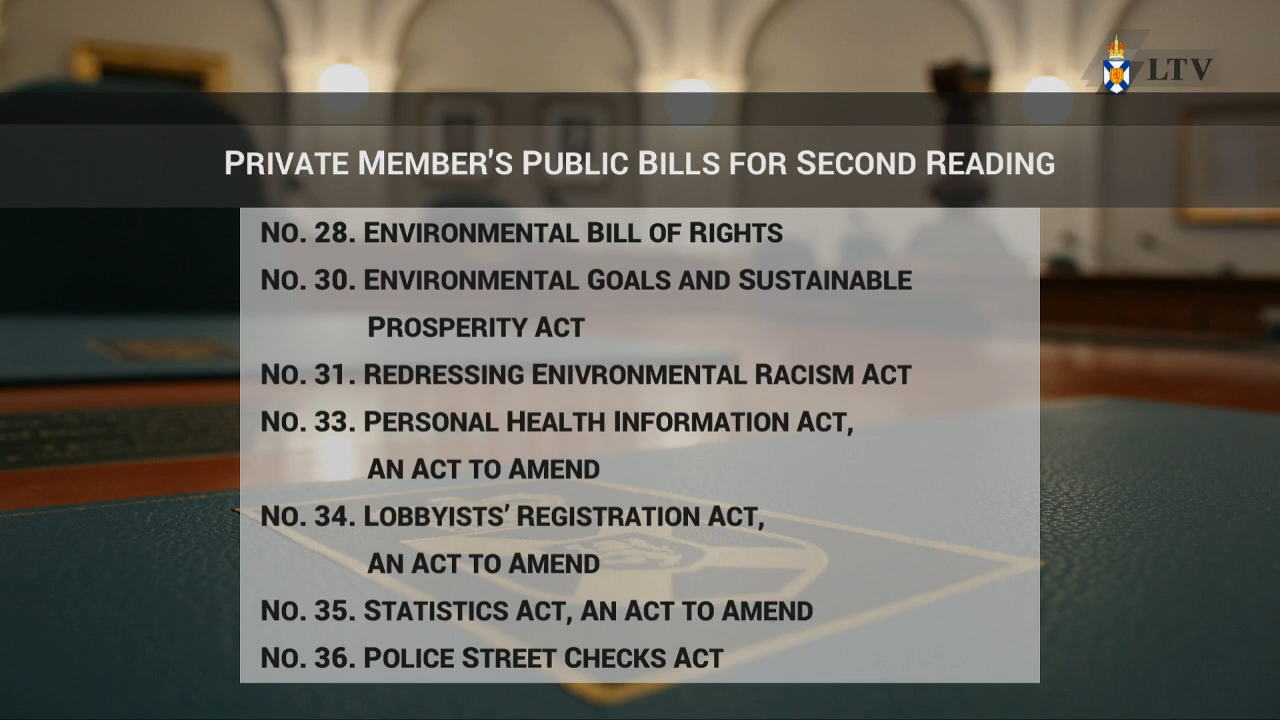 LTV
PRIVATE MEMBER'S PUBLIC BILLS FOR SECOND READING
NO. 28. ENVIRONMENTAL BILL OF RIGHTS
NO. 30. ENVIRONMENTAL GOALS AND SUSTAINABLE
PROSPERITY ACT
NO. 31. REDRESSING ENIVRONMENTAL RACISM ACT
NO. 33. PERSONAL HEALTH INFORMATION ACT,
AN ACT TO AMEND
NO. 34. LOBBYISTS’ REGISTRATION ACT,
AN ACT TO AMEND
NO. 35. STATISTICS ACT, AN ACT TO AMEND
NO. 36. POLICE STREET CHECKS ACT